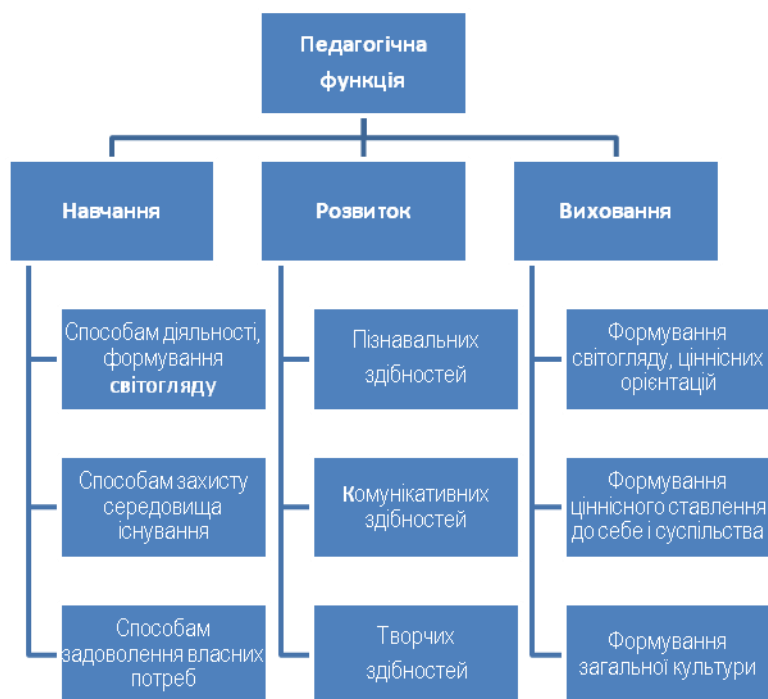 Педагогічна
функція
Навчання
Розвиток
Виховання
Способам діяльності,
формування
світогляду
Способам захисту
середовища
існування
Способам
задоволення власних
потреб
Пізнавальних
здібностей
Комунікативних
здібностей
Творчих
здібностей
Формування
світогляду, ціннісних
орієнтацій
Формування
ціннісного ставлення
до себе і суспільства
Формування
загальної культури